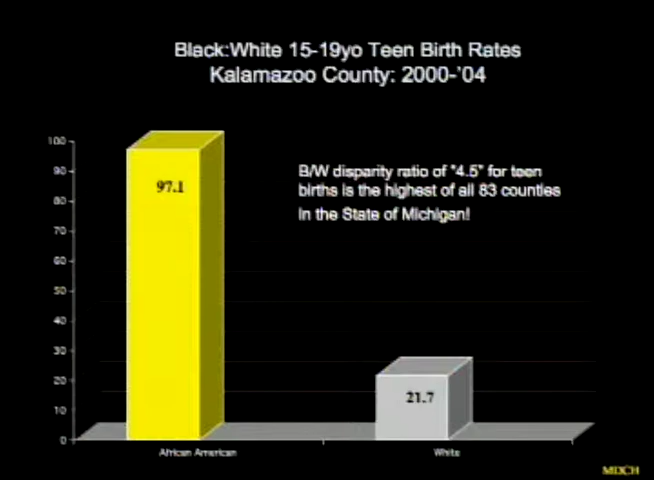 Black:White 15-19yo Teen Birth Rates
Kalamazoo County: 2000-'04
B/W disparity ratio of "4.5" for teen
births is the highest of all 83 counties
in the State of Michigan!
100
90
80
70
60
50
40
30
20
10
0
97.1
21.7
African American
White
MDCH